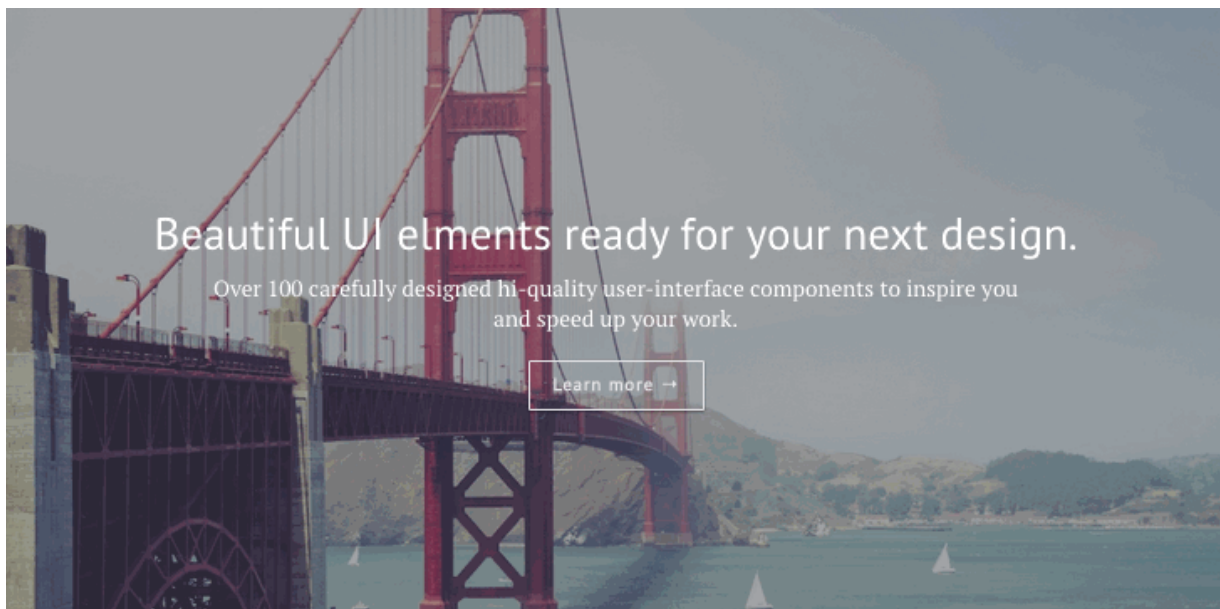 Beautiful UI elments ready for your next design.
Over 100 carefully designed hi-quality user-interface components to inspire you
and speed up your work.
Learn more →